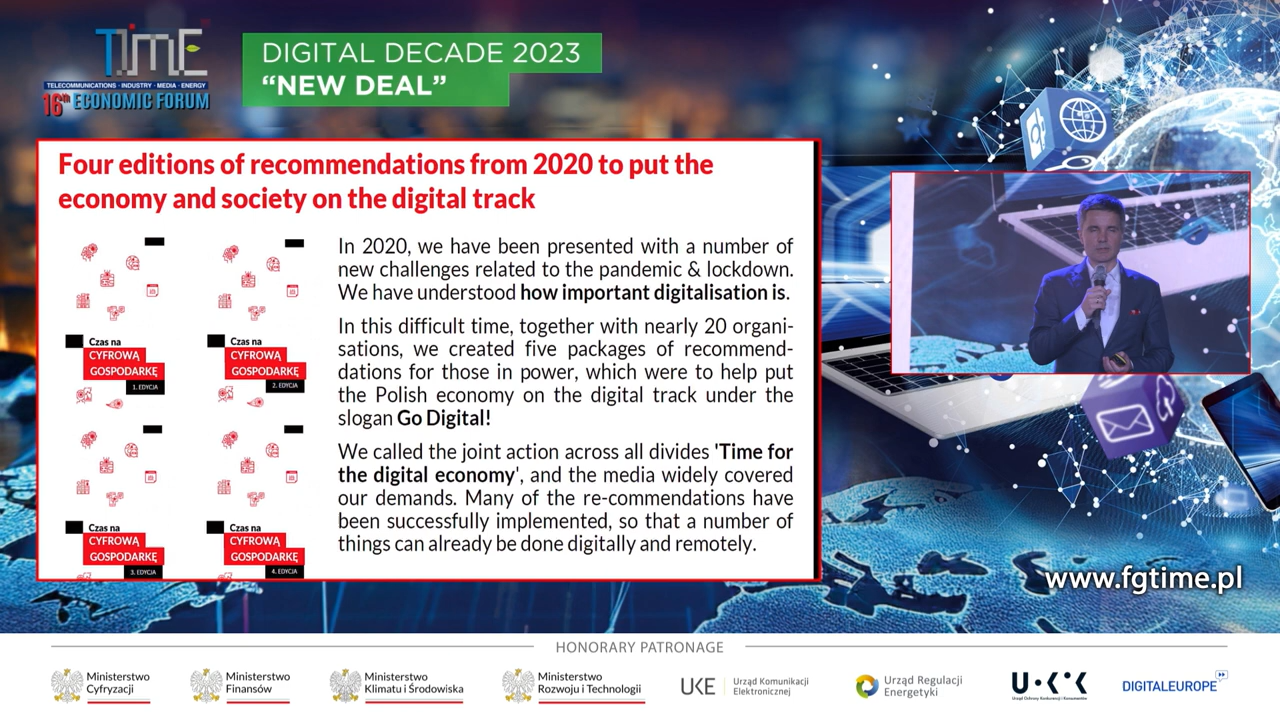 TIME
TELECOMMUNICATIONS · INDUSTRY · MEDIA · ENERGY
16th ECONOMIC FORUM
DIGITAL DECADE 2023
“NEW DEAL”
Four editions of recommendations from 2020 to put the
economy and society on the digital track
Czas na
CYFROWĄ
GOSPODARKĘ
1. EDYCJA
Czas na
CYFROWĄ
GOSPODARKĘ
2. EDYCJA
Czas na
CYFROWĄ
GOSPODARKĘ
3. EDYCJA
Czas na
CYFROWĄ
GOSPODARKĘ
4. EDYCJA
In 2020, we have been presented with a number of
new challenges related to the pandemic & lockdown.
We have understood how important digitalisation is.
In this difficult time, together with nearly 20 organi-
sations, we created five packages of recommend-
dations for those in power, which were to help put
the Polish economy on the digital track under the
slogan Go Digital!
We called the joint action across all divides 'Time for
the digital economy', and the media widely covered
our demands. Many of the re-commendations have
been successfully implemented, so that a number of
things can already be done digitally and remotely.
www.fgtime.pl
HONORARY PATRONAGE
Ministerstwo
Cyfryzacji
Ministerstwo
Finansów
Ministerstwo
Klimatu i Środowiska
Ministerstwo
Rozwoju i Technologii
UKE
Urząd Komunikacji
Elektronicznej
Urząd Regulacji
Energetyki
UOKiK
Urząd Ochrony Konkurencji i Konsumentów
DIGITALEUROPE